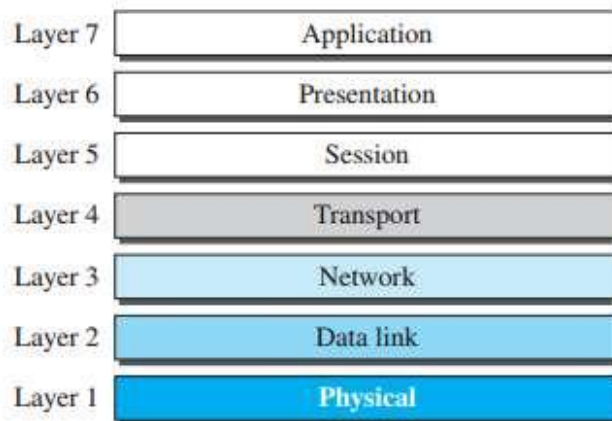 Layer 7 Application
Layer 6 Presentation
Layer 5 Session
Layer 4 Transport
Layer 3 Network
Layer 2 Data link
Layer 1 Physical